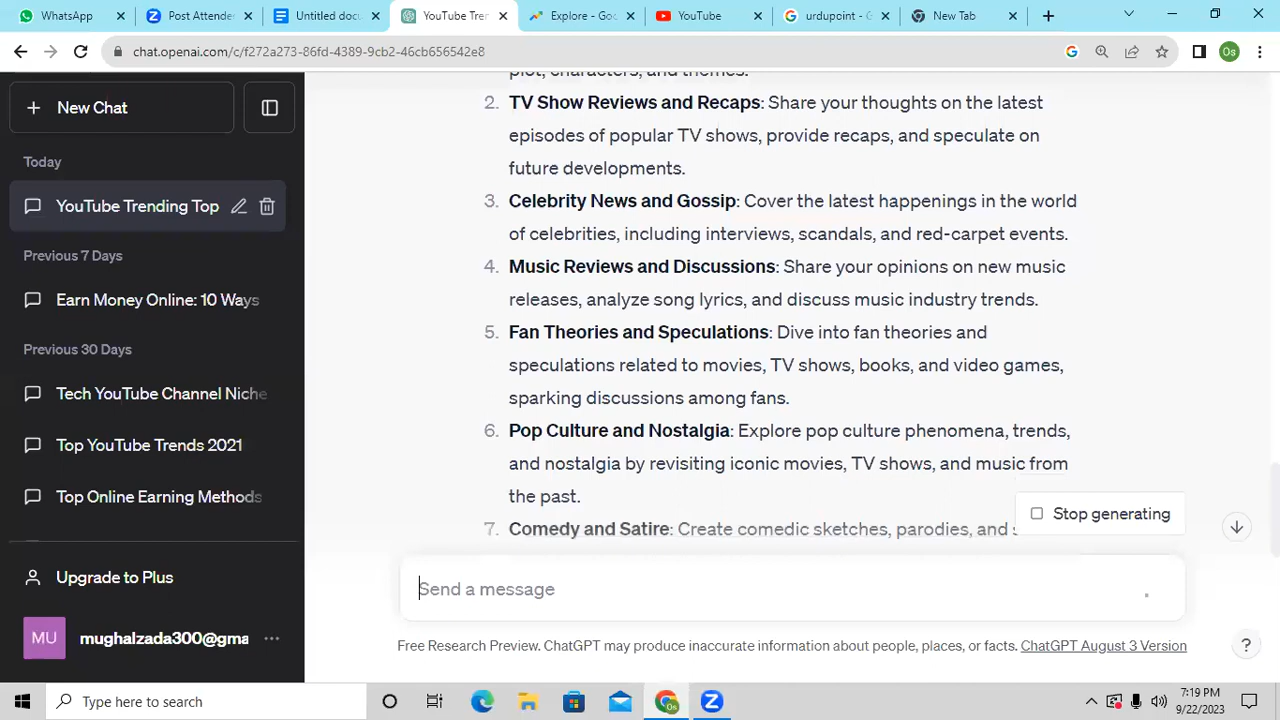 WhatsApp
Post Attende
Untitled docu
YouTube Tren
Explore - Goo
YouTube
urdupoint - G
New Tab
chat.openai.com/c/f272a273-86fd-4389-9cb2-46cb656542e8
Os
New Chat
Today
YouTube Trending Top
Previous 7 Days
Earn Money Online: 10 Ways
Previous 30 Days
Tech YouTube Channel Niche
Top YouTube Trends 2021
Top Online Earning Methods
Upgrade to Plus
MU
mughalzada300@gma
plot, characters, and themes.
2. TV Show Reviews and Recaps: Share your thoughts on the latest
episodes of popular TV shows, provide recaps, and speculate on
future developments.
3. Celebrity News and Gossip: Cover the latest happenings in the world
of celebrities, including interviews, scandals, and red-carpet events.
4. Music Reviews and Discussions: Share your opinions on new music
releases, analyze song lyrics, and discuss music industry trends.
5. Fan Theories and Speculations: Dive into fan theories and
speculations related to movies, TV shows, books, and video games,
sparking discussions among fans.
6. Pop Culture and Nostalgia: Explore pop culture phenomena, trends,
and nostalgia by revisiting iconic movies, TV shows, and music from
the past.
7. Comedy and Satire: Create comedic sketches, parodies, and s
Stop generating
Send a message
Free Research Preview. ChatGPT may produce inaccurate information about people, places, or facts. ChatGPT August 3 Version
?
Type here to search
Os
7:19 PM
9/22/2023